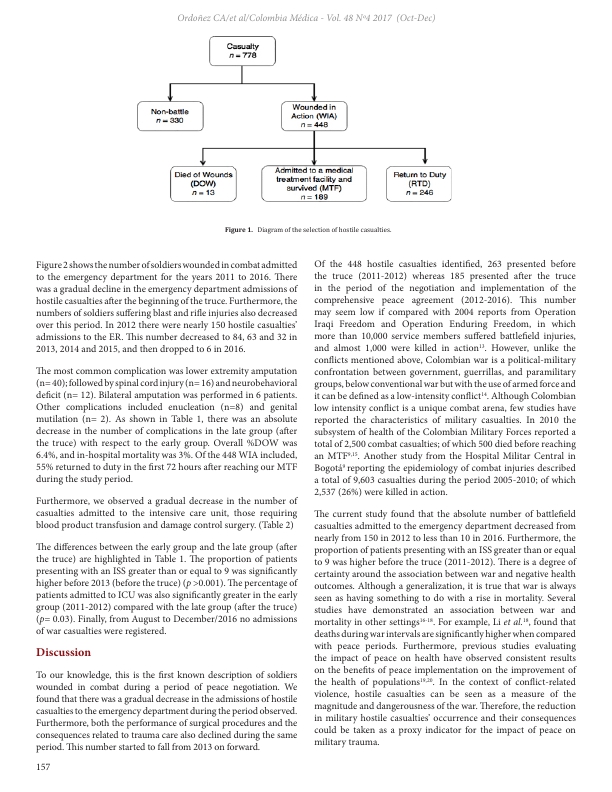 Ordoñez CA/et al/Colombia Médica - Vol. 48 Nº4 2017 (Oct-Dec)
Casualty
n = 778
Non-battle
n = 330
Wounded in
Action (WIA)
n = 448
Died of Wounds
(DOW)
n = 13
Admitted to a medical
treatment facility and
survived (MTF)
n = 189
Return to Duty
(RTD)
n = 246
Figure 1. Diagram of the selection of hostile casualties.
Figure 2 shows the number of soldiers wounded in combat admitted
to the emergency department for the years 2011 to 2016. There
was a gradual decline in the emergency department admissions of
hostile casualties after the beginning of the truce. Furthermore, the
numbers of soldiers suffering blast and rifle injuries also decreased
over this period. In 2012 there were nearly 150 hostile casualties'
admissions to the ER. This number decreased to 84, 63 and 32 in
2013, 2014 and 2015, and then dropped to 6 in 2016.
The most common complication was lower extremity amputation
(n= 40); followed by spinal cord injury (n= 16) and neurobehavioral
deficit (n= 12). Bilateral amputation was performed in 6 patients.
Other complications included enucleation (n=8) and genital
mutilation (n= 2). As shown in Table 1, there was an absolute
decrease in the number of complications in the late group (after
the truce) with respect to the early group. Overall %DOW was
6.4%, and in-hospital mortality was 3%. Of the 448 WIA included,
55% returned to duty in the first 72 hours after reaching our MTF
during the study period.
Furthermore, we observed a gradual decrease in the number of
casualties admitted to the intensive care unit, those requiring
blood product transfusion and damage control surgery. (Table 2)
The differences between the early group and the late group (after
the truce) are highlighted in Table 1. The proportion of patients
presenting with an ISS greater than or equal to 9 was significantly
higher before 2013 (before the truce) (p >0.001). The percentage of
patients admitted to ICU was also significantly greater in the early
group (2011-2012) compared with the late group (after the truce)
(p= 0.03). Finally, from August to December/2016 no admissions
of war casualties were registered.
Discussion
To our knowledge, this is the first known description of soldiers
wounded in combat during a period of peace negotiation. We
found that there was a gradual decrease in the admissions of hostile
casualties to the emergency department during the period observed.
Furthermore, both the performance of surgical procedures and the
consequences related to trauma care also declined during the same
period. This number started to fall from 2013 on forward.
Of the 448 hostile casualties identified, 263 presented before
the truce (2011-2012) whereas 185 presented after the truce
in the period of the negotiation and implementation of the
comprehensive peace agreement (2012-2016). This number
may seem low if compared with 2004 reports from Operation
Iraqi Freedom and Operation Enduring Freedom, in which
more than 10,000 service members suffered battlefield injuries,
and almost 1,000 were killed in action13. However, unlike the
conflicts mentioned above, Colombian war is a political-military
confrontation between government, guerrillas, and paramilitary
groups, below conventional war but with the use of armed force and
it can be defined as a low-intensity conflict14. Although Colombian
low intensity conflict is a unique combat arena, few studies have
reported the characteristics of military casualties. In 2010 the
subsystem of health of the Colombian Military Forces reported a
total of 2,500 combat casualties; of which 500 died before reaching
an MTF9,15. Another study from the Hospital Militar Central in
Bogotá9 reporting the epidemiology of combat injuries described
a total of 9,603 casualties during the period 2005-2010; of which
2,537 (26%) were killed in action.
The current study found that the absolute number of battlefield
casualties admitted to the emergency department decreased from
nearly from 150 in 2012 to less than 10 in 2016. Furthermore, the
proportion of patients presenting with an ISS greater than or equal
to 9 was higher before the truce (2011-2012). There is a degree of
certainty around the association between war and negative health
outcomes. Although a generalization, it is true that war is always
seen as having something to do with a rise in mortality. Several
studies have demonstrated an association between war and
mortality in other settings16-18. For example, Li et al.18, found that
deaths during war intervals are significantly higher when compared
with peace periods. Furthermore, previous studies evaluating
the impact of peace on health have observed consistent results
on the benefits of peace implementation on the improvement of
the health of populations19,20. In the context of conflict-related
violence, hostile casualties can be seen as a measure of the
magnitude and dangerousness of the war. Therefore, the reduction
in military hostile casualties' occurrence and their consequences
could be taken as a proxy indicator for the impact of peace on
military trauma.
157